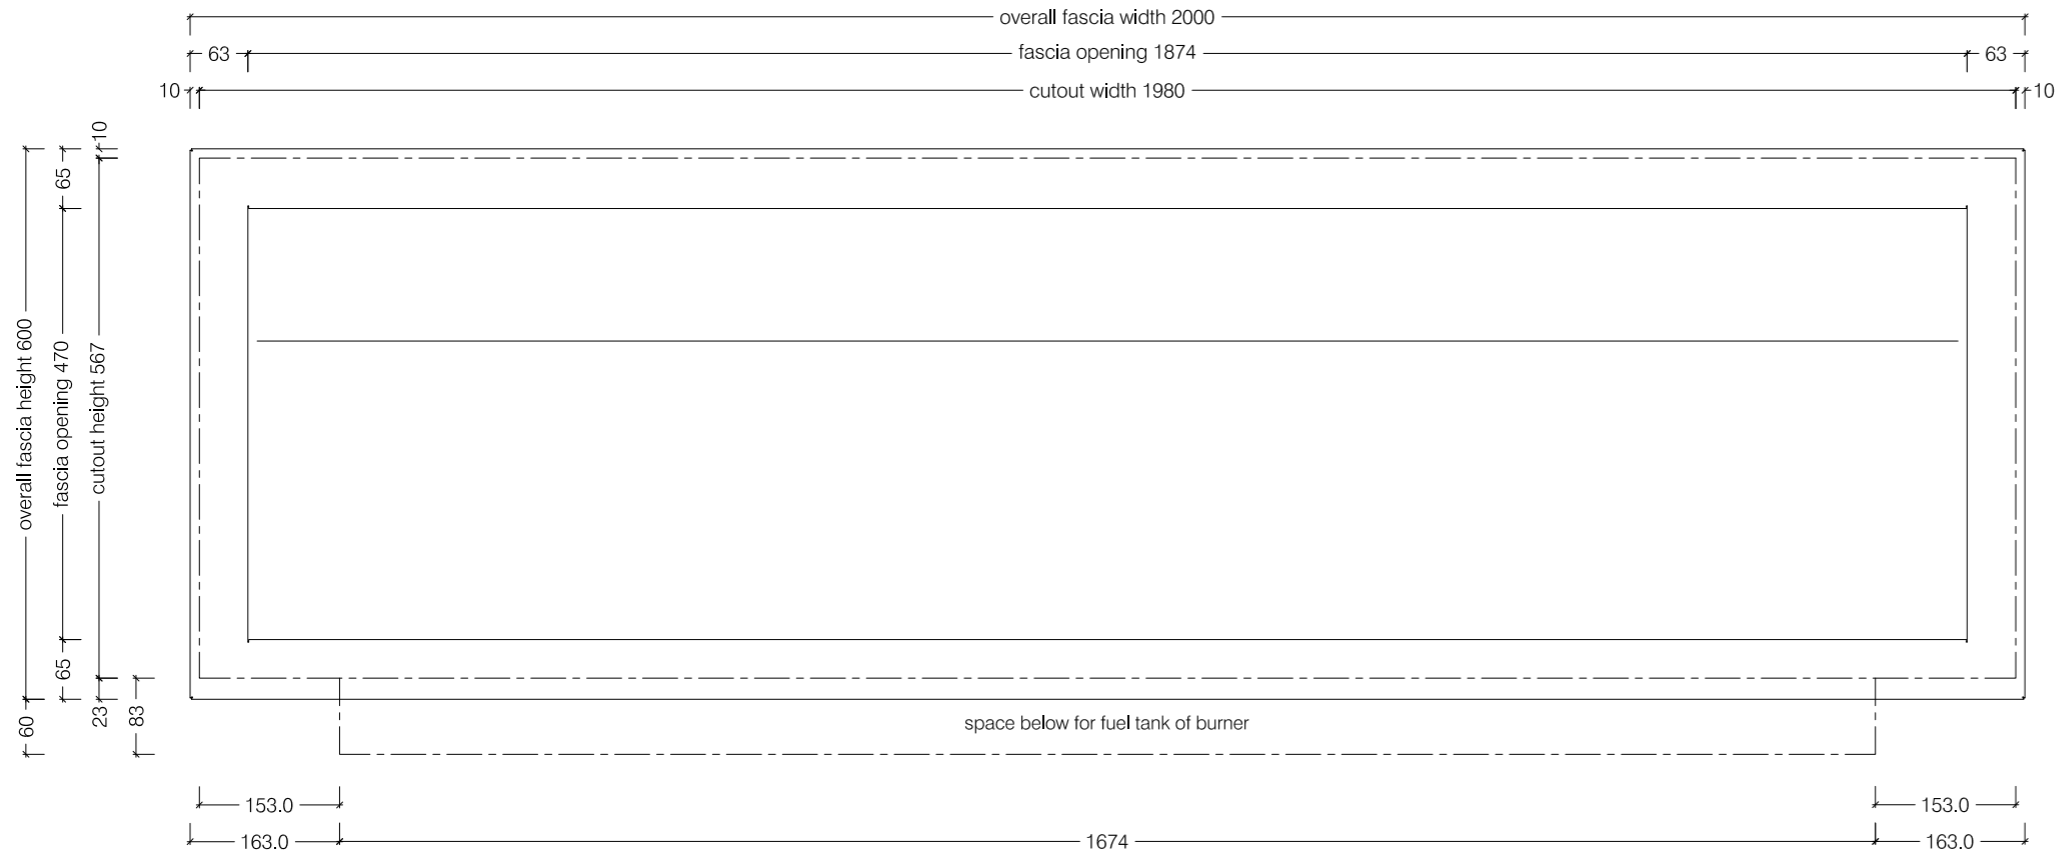 overall fascia width 2000
63
fascia opening 1874
63
10
cutout width 1980
10
10
65
overall fascia height 600
fascia opening 470
cutout height 567
65
60
23
83
space below for fuel tank of burner
153.0
153.0
163.0
1674
163.0